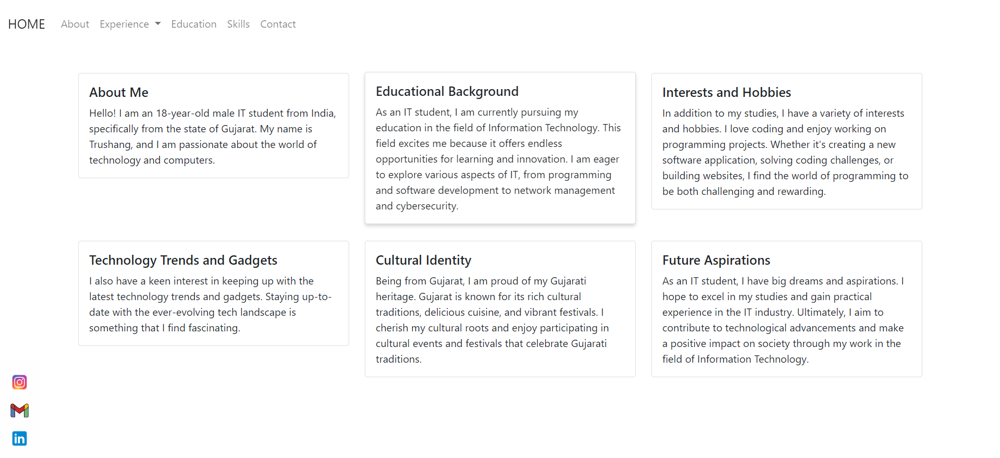 HOME About Experience Education Skills Contact
About Me
Hello! I am an 18-year-old male IT student from India,
specifically from the state of Gujarat. My name is
Trushang, and I am passionate about the world of
technology and computers.
Educational Background
As an IT student, I am currently pursuing my
education in the field of Information Technology. This
field excites me because it offers endless
opportunities for learning and innovation. I am eager
to explore various aspects of IT, from programming
and software development to network management
and cybersecurity.
Interests and Hobbies
In addition to my studies, I have a variety of interests
and hobbies. I love coding and enjoy working on
programming projects. Whether it's creating a new
software application, solving coding challenges, or
building websites, I find the world of programming to
be both challenging and rewarding.
Technology Trends and Gadgets
I also have a keen interest in keeping up with the
latest technology trends and gadgets. Staying up-to-
date with the ever-evolving tech landscape is
something that I find fascinating.
Cultural Identity
Being from Gujarat, I am proud of my Gujarati
heritage. Gujarat is known for its rich cultural
traditions, delicious cuisine, and vibrant festivals. I
cherish my cultural roots and enjoy participating in
cultural events and festivals that celebrate Gujarati
traditions.
Future Aspirations
As an IT student, I have big dreams and aspirations. I
hope to excel in my studies and gain practical
experience in the IT industry. Ultimately, I aim to
contribute to technological advancements and make
a positive impact on society through my work in the
field of Information Technology.
in